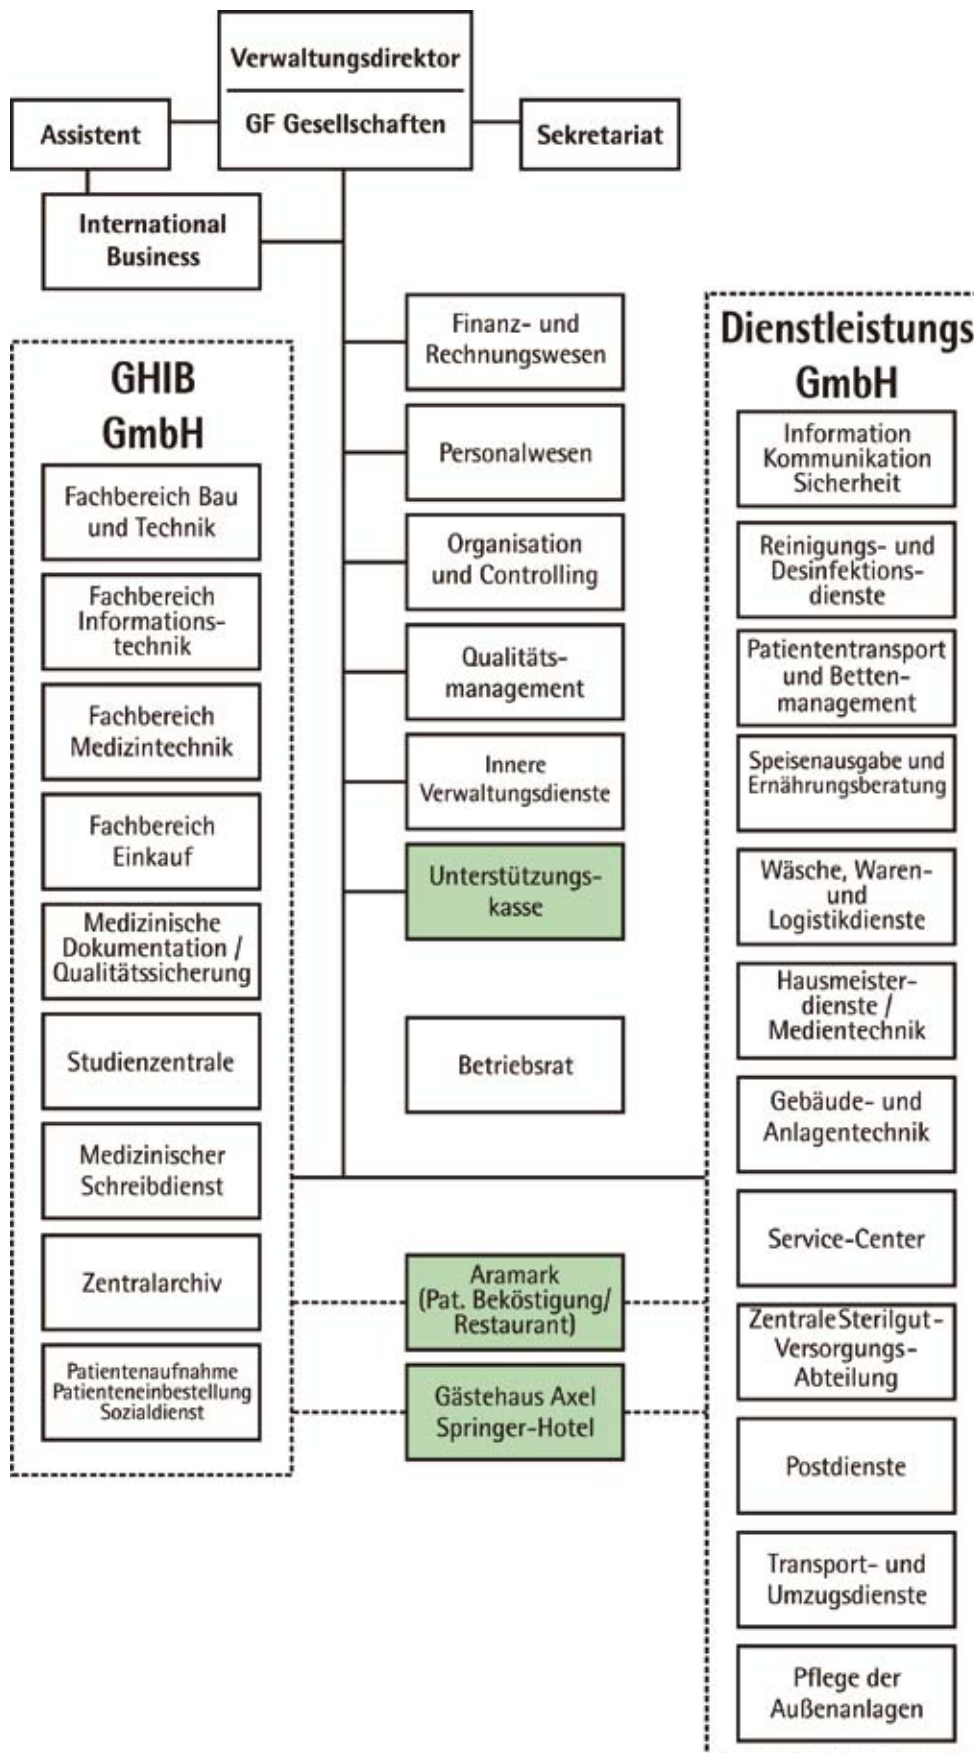 Verwaltungsdirektor
GF Gesellschaften
Assistent
Sekretariat
International
Business
Finanz- und
Rechnungswesen
Personalwesen
Organisation
und Controlling
Qualitäts-
management
Innere
Verwaltungsdienste
Unterstützungs-
kasse
Betriebsrat
Aramark
(Pat. Beköstigung/
Restaurant)
Gästehaus Axel
Springer-Hotel
GHIB
GmbH
Fachbereich Bau
und Technik
Fachbereich
Informations-
technik
Fachbereich
Medizintechnik
Fachbereich
Einkauf
Medizinische
Dokumentation /
Qualitätssicherung
Studienzentrale
Medizinischer
Schreibdienst
Zentralarchiv
Patientenaufnahme
Patienteneinbestellung
Sozialdienst
Dienstleistungs
GmbH
Information
Kommunikation
Sicherheit
Reinigungs- und
Desinfektions-
dienste
Patiententransport
und Betten-
management
Speisenausgabe und
Ernährungsberatung
Wäsche, Waren-
und
Logistikdienste
Hausmeister-
dienste /
Medientechnik
Gebäude- und
Anlagentechnik
Service-Center
Zentrale Sterilgut-
Versorgungs-
Abteilung
Postdienste
Transport- und
Umzugsdienste
Pflege der
Außenanlagen